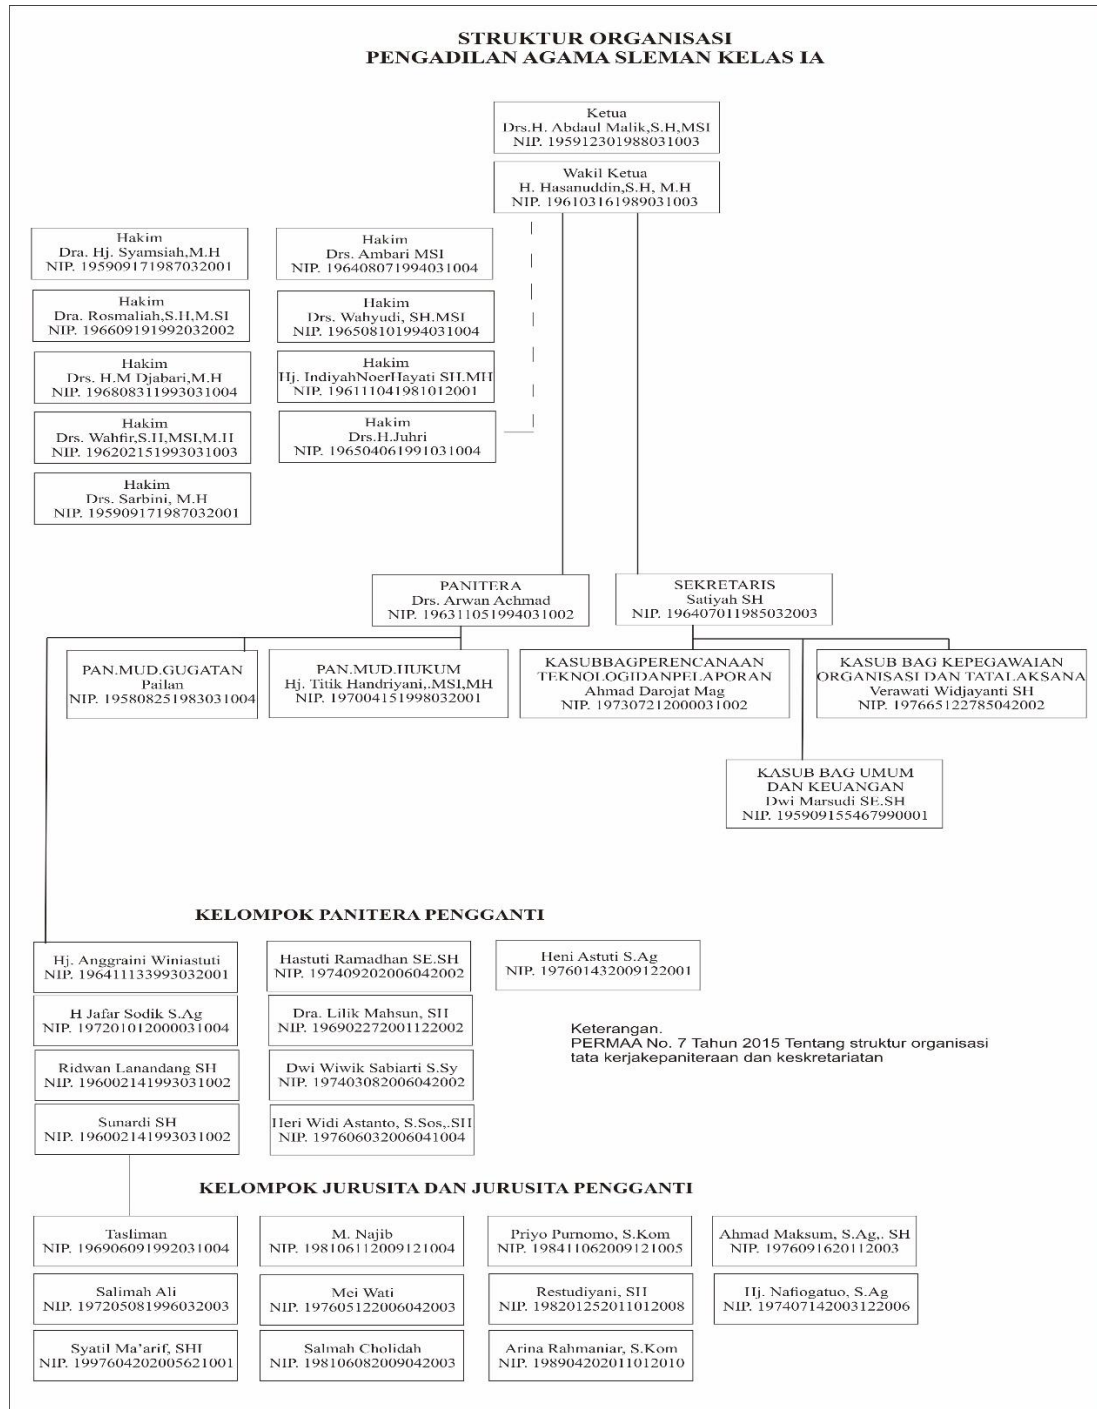 STRUKTUR ORGANISASI
PENGADILAN AGAMA SLEMAN KELAS IA
Ketua
Drs.H. Abdaul Malik,S.H,MSI
NIP. 195912301988031003
Wakil Ketua
H. Hasanuddin,S.H, M.H
NIP. 196103161989031003
Hakim
Dra. Hj. Syamsiah,M.H
NIP. 195909171987032001
Hakim
Drs. Ambari MSI
NIP. 196408071994031004
Hakim
Dra. Rosmaliah,S.H,M.SI
NIP. 196609191992032002
Hakim
Drs. Wahyudi, SH.MSI
NIP. 196508101994031004
Hakim
Drs. H.M Djabari,M.H
NIP. 196808311993031004
Hakim
Hj. IndiyahNoerHayati SH.MH
NIP. 196111041981012001
Hakim
Drs. Wahfir,S.H,MSI,M.H
NIP. 196202151993031003
Hakim
Drs.H.Juhri
NIP. 196504061991031004
Hakim
Drs. Sarbini, M.H
NIP. 195909171987032001
PANITERA
Drs. Arwan Achmad
NIP. 196311051994031002
SEKRETARIS
Satiyah SH
NIP. 196407011985032003
PAN.MUD.GUGATAN
Pailan
NIP. 195808251983031004
PAN.MUD.HUKUM
Hj. Titik Handriyani,.MSI,MH
NIP. 197004151998032001
KASUBBAGPERENCANAAN
TEKNOLOGIDANPELAPORAN
Ahmad Darojat Mag
NIP. 197307212000031002
KASUB BAG KEPEGAWAIAN
ORGANISASI DAN TATALAKSANA
Verawati Widjayanti SH
NIP. 197665122785042002
KASUB BAG UMUM
DAN KEUANGAN
Dwi Marsudi SE.SH
NIP. 195909155467990001
KELOMPOK PANITERA PENGGANTI
Hj. Anggraini Winiastuti
NIP. 196411133993032001
Hastuti Ramadhan SE.SH
NIP. 197409202006042002
Heni Astuti S.Ag
NIP. 197601432009122001
H Jafar Sodik S.Ag
NIP. 197201012000031004
Dra. Lilik Mahsun, SH
NIP. 196902272001122002
Keterangan.
PERMAA No. 7 Tahun 2015 Tentang struktur organisasi
tata kerjakepaniteraan dan keskretariatan
Ridwan Lanandang SH
NIP. 196002141993031002
Dwi Wiwik Sabiarti S.Sy
NIP. 197403082006042002
Sunardi SH
NIP. 196002141993031002
Heri Widi Astanto, S.Sos,.SH
NIP. 197606032006041004
KELOMPOK JURUSITA DAN JURUSITA PENGGANTI
Tasliman
NIP. 196906091992031004
M. Najib
NIP. 198106112009121004
Priyo Purnomo, S.Kom
NIP. 198411062009121005
Ahmad Maksum, S.Ag,. SH
NIP. 1976091620112003
Salimah Ali
NIP. 197205081996032003
Mei Wati
NIP. 197605122006042003
Restudiyani, SH
NIP. 198201252011012008
Hj. Nafiogatuo, S.Ag
NIP. 197407142003122006
Syatil Ma'arif, SHI
NIP. 1997604202005621001
Salmah Cholidah
NIP. 198106082009042003
Arina Rahmaniar, S.Kom
NIP. 198904202011012010